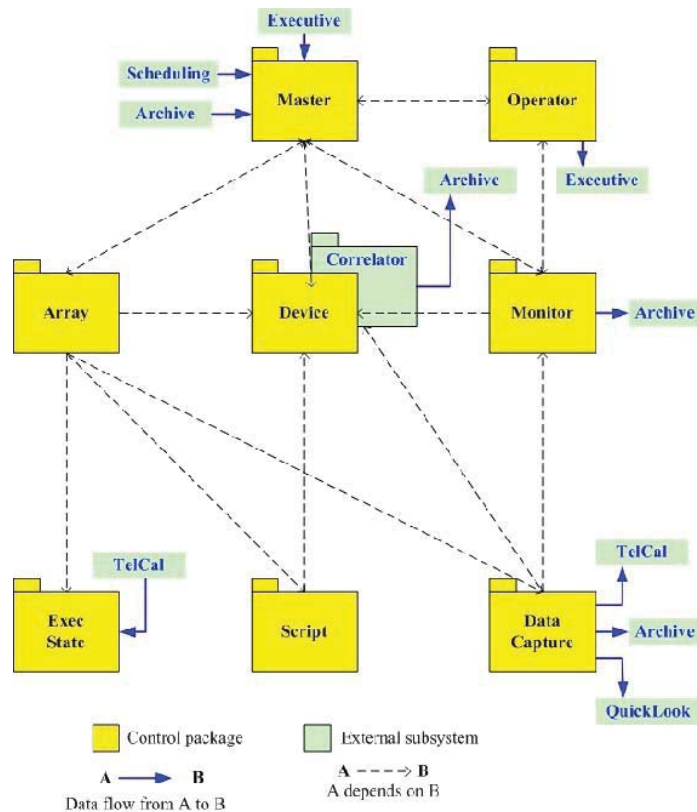 Executive
Scheduling
Archive
Master
Operator
Archive
Executive
Correlator
Array
Device
Monitor
Archive
TelCal
TelCal
Exec
State
Script
Data
Capture
Archive
QuickLook
Control package
External subsystem
A B
Data flow from A to B
A B
A depends on B